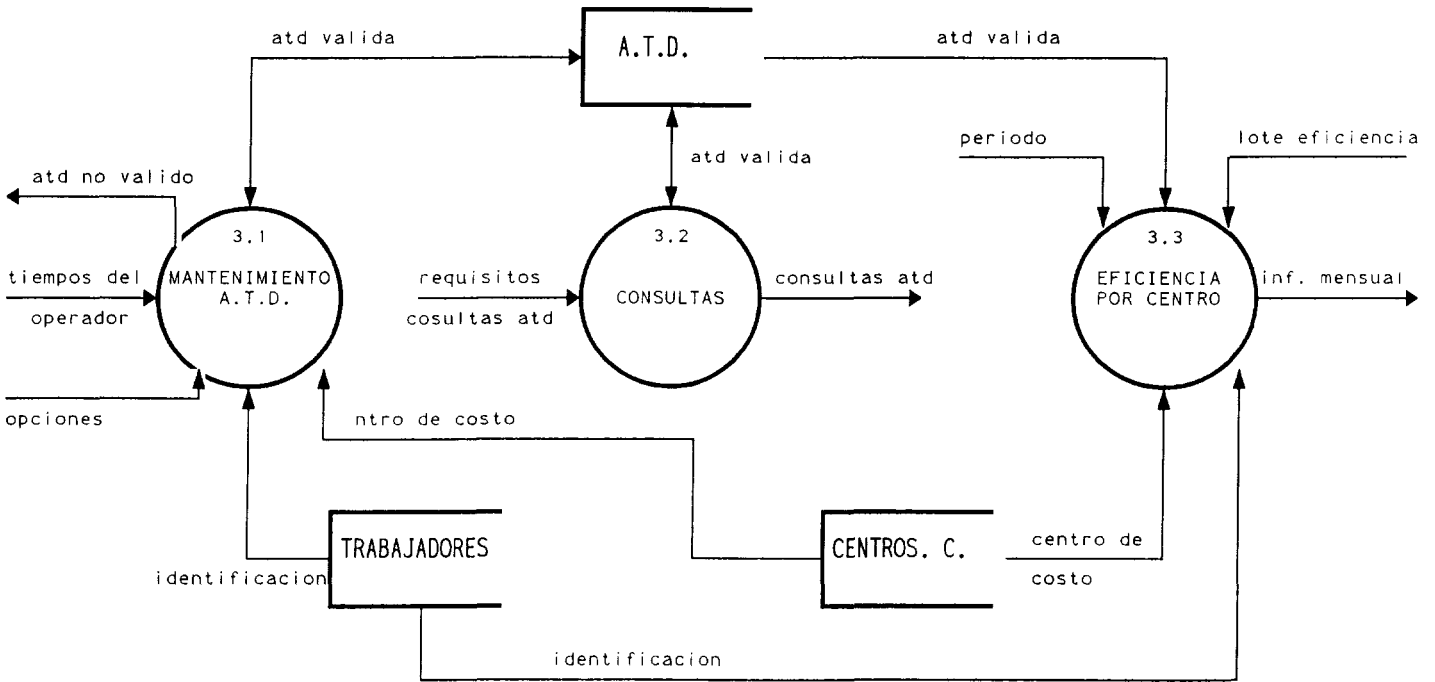 atd valida
A.T.D.
atd valida
periodo
lote eficiencia
atd valida
atd no valido
3.1
MANTENIMIENTO
A.T.D.
3.2
CONSULTAS
3.3
EFICIENCIA
POR CENTRO
tiempos del
operador
requisitos
cosultas atd
consultas atd
inf. mensual
opciones
ntro de costo
TRABAJADORES
CENTROS. C.
centro de
costo
identificacion
identificacion